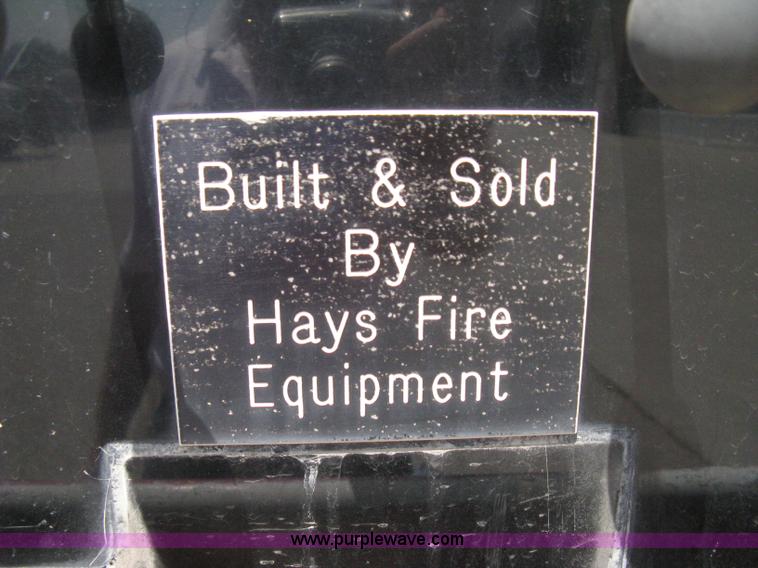 Built & Sold
By
Hays Fire
Equipment
www.purplewave.com